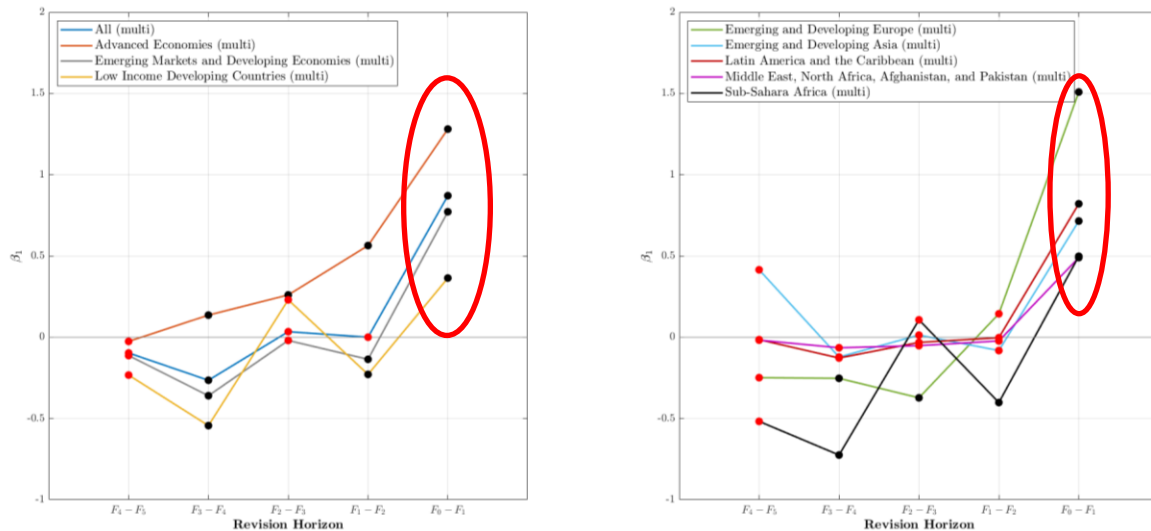 All (multi)
Advanced Economies (multi)
Emerging Markets and Developing Economies (multi)
Low Income Developing Countries (multi)
2
1.5
1
0.5
0
-0.5
-1
β₁
F₄ − F₅
F₃ − F₄
F₂ − F₃
F₁ − F₂
F₀ − F₁
Revision Horizon
Emerging and Developing Europe (multi)
Emerging and Developing Asia (multi)
Latin America and the Caribbean (multi)
Middle East, North Africa, Afghanistan, and Pakistan (multi)
Sub-Sahara Africa (multi)
2
1.5
1
0.5
0
-0.5
-1
β₁
F₄ − F₅
F₃ − F₄
F₂ − F₃
F₁ − F₂
F₀ − F₁
Revision Horizon